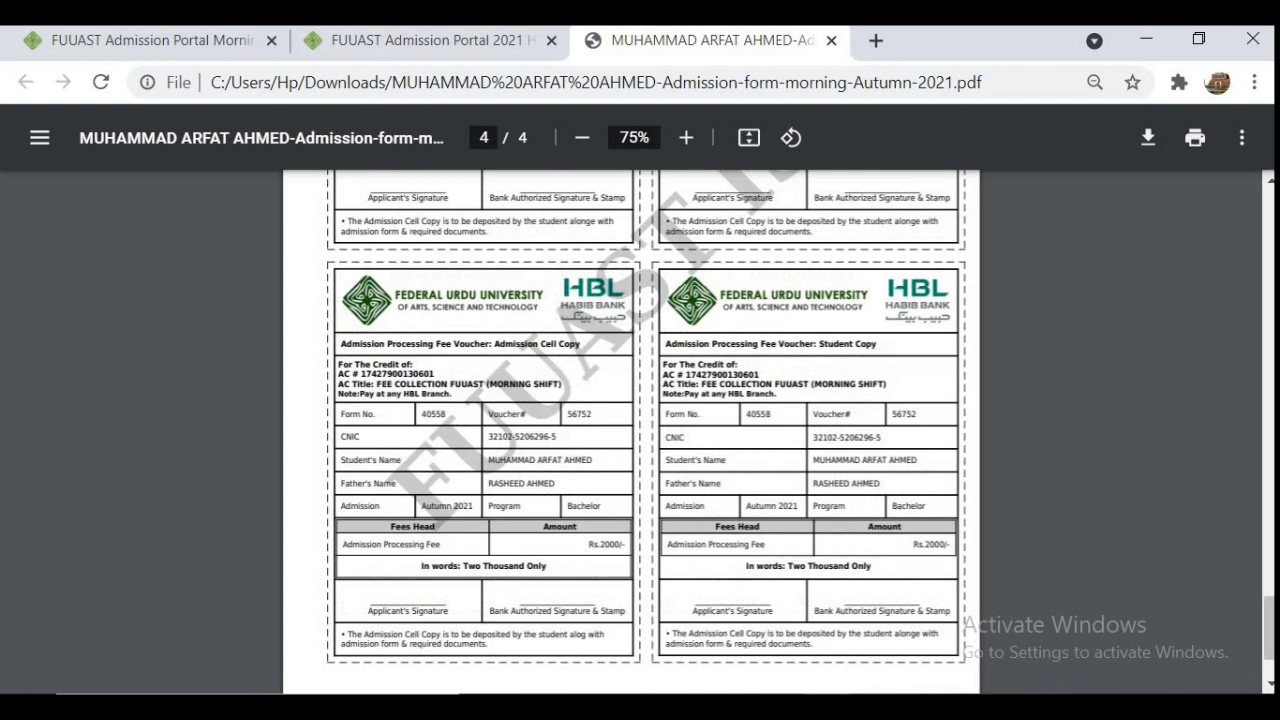 FUUAST Admission Portal Mornin
FUUAST Admission Portal 2021 H
MUHAMMAD ARFAT AHMED-Ad
File
C:/Users/Hp/Downloads/MUHAMMAD%20ARFAT%20AHMED-Admission-form-morning-Autumn-2021.pdf
MUHAMMAD ARFAT AHMED-Admission-form-m...
4 / 4
75%
Applicant's Signature
Bank Authorized Signature & Stamp
• The Admission Cell Copy is to be deposited by the student alonge with
admission form & required documents.
Applicant's Signature
Bank Authorized Signature & Stamp
• The Admission Cell Copy is to be deposited by the student alonge with
admission form & required documents.
FUUAST IS
FEDERAL URDU UNIVERSITY
OF ARTS, SCIENCE AND TECHNOLOGY
HBL
HABIB BANK
حبیب بینک
Admission Processing Fee Voucher: Admission Cell Copy
For The Credit of:
AC # 17427900130601
AC Title: FEE COLLECTION FUUAST (MORNING SHIFT)
Note:Pay at any HBL Branch.
Form No. 40558 Voucher# 56752
CNIC 32102-5206296-5
Student's Name MUHAMMAD ARFAT AHMED
Father's Name RASHEED AHMED
Admission Autumn 2021 Program Bachelor
Fees Head Amount
Admission Processing Fee Rs.2000/-
In words: Two Thousand Only
Applicant's Signature
Bank Authorized Signature & Stamp
• The Admission Cell Copy is to be deposited by the student alog with
admission form & required documents.
FEDERAL URDU UNIVERSITY
OF ARTS, SCIENCE AND TECHNOLOGY
HBL
HABIB BANK
حبیب بینک
Admission Processing Fee Voucher: Student Copy
For The Credit of:
AC # 17427900130601
AC Title: FEE COLLECTION FUUAST (MORNING SHIFT)
Note:Pay at any HBL Branch.
Form No. 40558 Voucher# 56752
CNIC 32102-5206296-5
Student's Name MUHAMMAD ARFAT AHMED
Father's Name RASHEED AHMED
Admission Autumn 2021 Program Bachelor
Fees Head Amount
Admission Processing Fee Rs.2000/-
In words: Two Thousand Only
Applicant's Signature
Bank Authorized Signature & Stamp
• The Admission Cell Copy is to be deposited by the student alonge with
admission form & required documents.
Activate Windows
Go to Settings to activate Windows.